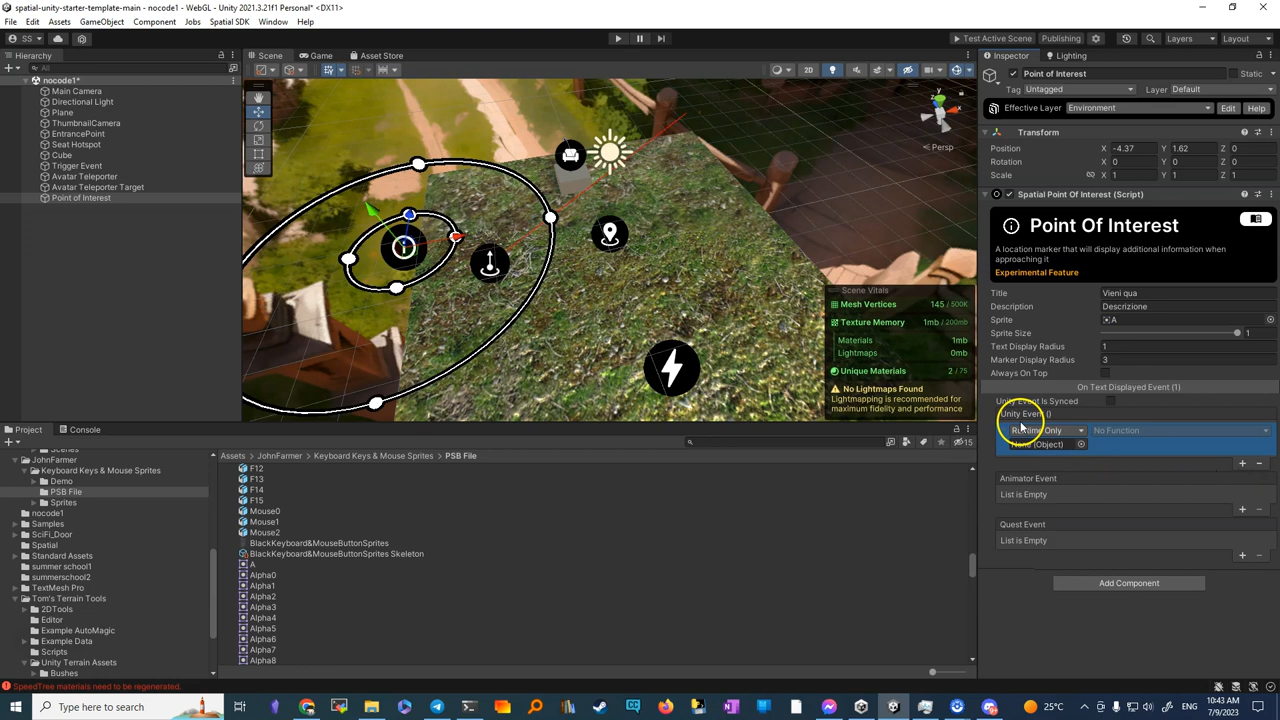 spatial-unity-starter-template-main - nocode1 - WebGL - Unity 2021.3.21f1 Personal* <DX11>
File Edit Assets GameObject Component Jobs Spatial SDK Window Help
SS Test Active Scene Publishing Layers Layout
Hierarchy
All
nocode1*
Main Camera
Directional Light
Plane
ThumbnailCamera
EntrancePoint
Seat Hotspot
Cube
Trigger Event
Avatar Teleporter
Avatar Teleporter Target
Point of Interest
Scene Game Asset Store
2D
y
x
z
Persp
Scene Vitals
Mesh Vertices 145 / 500K
Texture Memory 1mb / 200mb
Materials 1mb
Lightmaps 0mb
Unique Materials 2 / 75
No Lightmaps Found
Lightmapping is recommended for
maximum fidelity and performance
Inspector Lighting
Point of Interest Static
Tag Untagged Layer Default
Effective Layer Environment Edit Help
Transform
Position X -4.37 Y 1.62 Z 0
Rotation X 0 Y 0 Z 0
Scale X 1 Y 1 Z 1
Spatial Point Of Interest (Script)
Point of Interest
A location marker that will display additional information when
approaching it
Experimental Feature
Title Vieni qua
Description Descrizione
Sprite A
Sprite Size 1
Text Display Radius 1
Marker Display Radius 3
Always On Top
On Text Displayed Event (1)
Unity Event Is Synced
Unity Event ()
Runtime Only No Function
None (Object)
+ −
Animator Event
List is Empty
+ −
Quest Event
List is Empty
+ −
Add Component
Project Console
15
Scenes
JohnFarmer
Keyboard Keys & Mouse Sprites
Demo
PSB File
Sprites
nocode1
Samples
SciFi_Door
Spatial
Standard Assets
summer school1
summerschool2
TextMesh Pro
Tom's Terrain Tools
2DTools
Editor
Example AutoMagic
Example Data
Scripts
Unity Terrain Assets
Bushes
Assets > JohnFarmer > Keyboard Keys & Mouse Sprites > PSB File
F12
F13
F14
F15
Mouse0
Mouse1
Mouse2
BlackKeyboard&MouseButtonSprites
BlackKeyboard&MouseButtonSprites Skeleton
A
Alpha0
Alpha1
Alpha2
Alpha3
Alpha4
Alpha5
Alpha6
Alpha7
Alpha8
SpeedTree materials need to be regenerated.
Type here to search
25°C
10:43 AM
7/9/2023